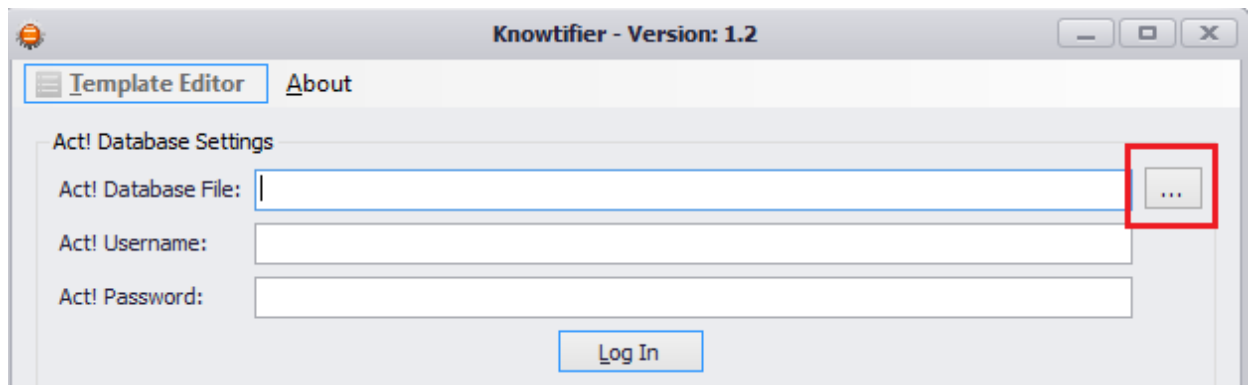 Knowtifier - Version: 1.2
Template Editor About
Act! Database Settings
Act! Database File: ...
Act! Username:
Act! Password:
Log In